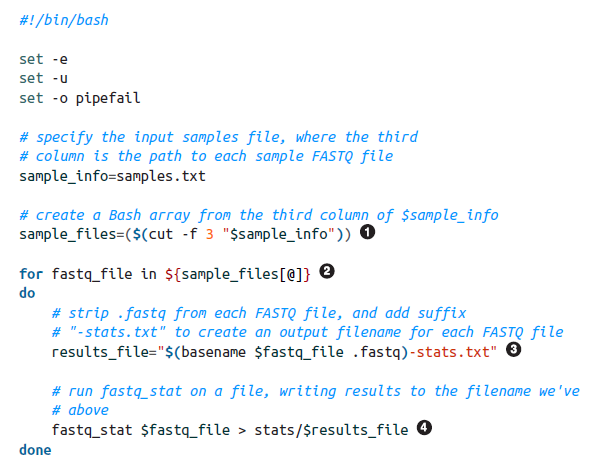 #!/bin/bash
set -e
set -u
set -o pipefail
# specify the input samples file, where the third
# column is the path to each sample FASTQ file
sample_info=samples.txt
# create a Bash array from the third column of $sample_info
sample_files=($(cut -f 3 "$sample_info")) ❶
for fastq_file in ${sample_files[@]} ❷
do
# strip .fastq from each FASTQ file, and add suffix
# "-stats.txt" to create an output filename for each FASTQ file
results_file="$(basename $fastq_file .fastq)-stats.txt" ❸
# run fastq_stat on a file, writing results to the filename we've
# above
fastq_stat $fastq_file > stats/$results_file ❹
done